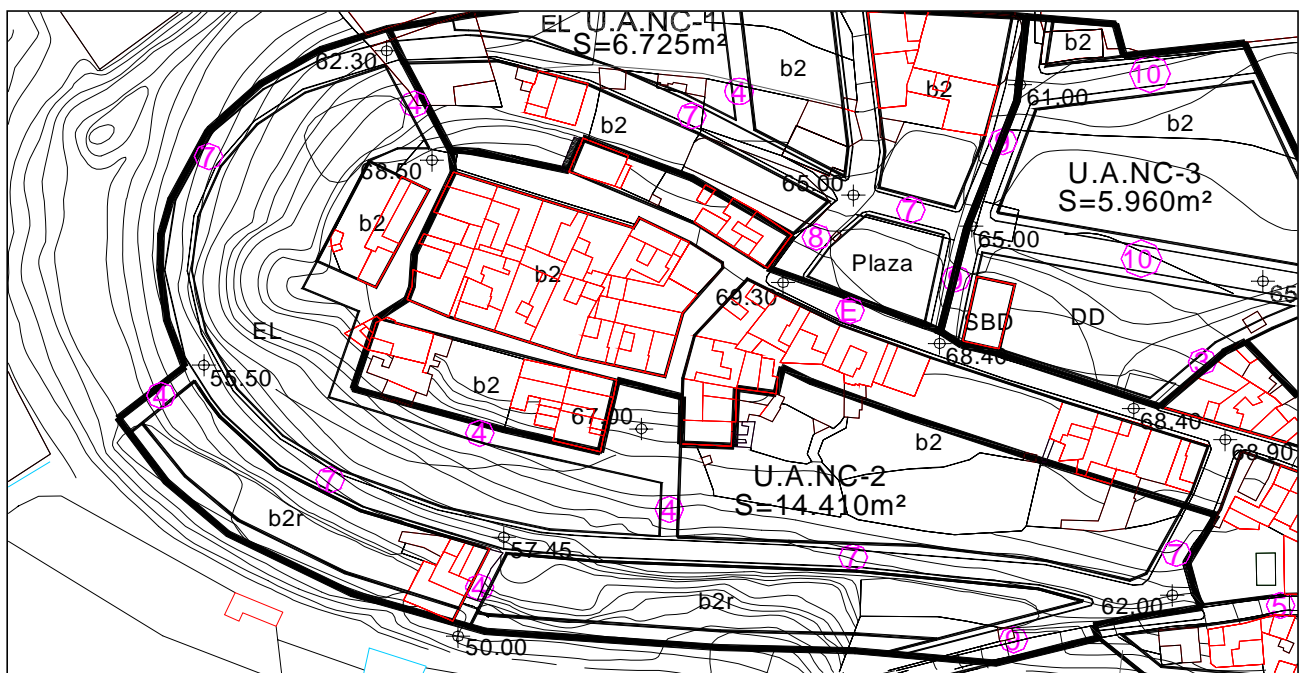 EL U.A.NC-1
S=6.725m²
b2
62.30
10
4
4
b2
b2
61.00
7
b2
b2
9
7
68.50
65.00
U.A.NC-3
S=5.960m²
b2
7
8
65.00
Plaza
10
b2
9
69.30
65
E
SBD
DD
EL
68.40
55.50
b2
4
67.00
68.40
4
b2
68.90
U.A.NC-2
S=14.410m²
7
4
b2r
57.45
7
7
4
b2r
62.00
5
9
50.00